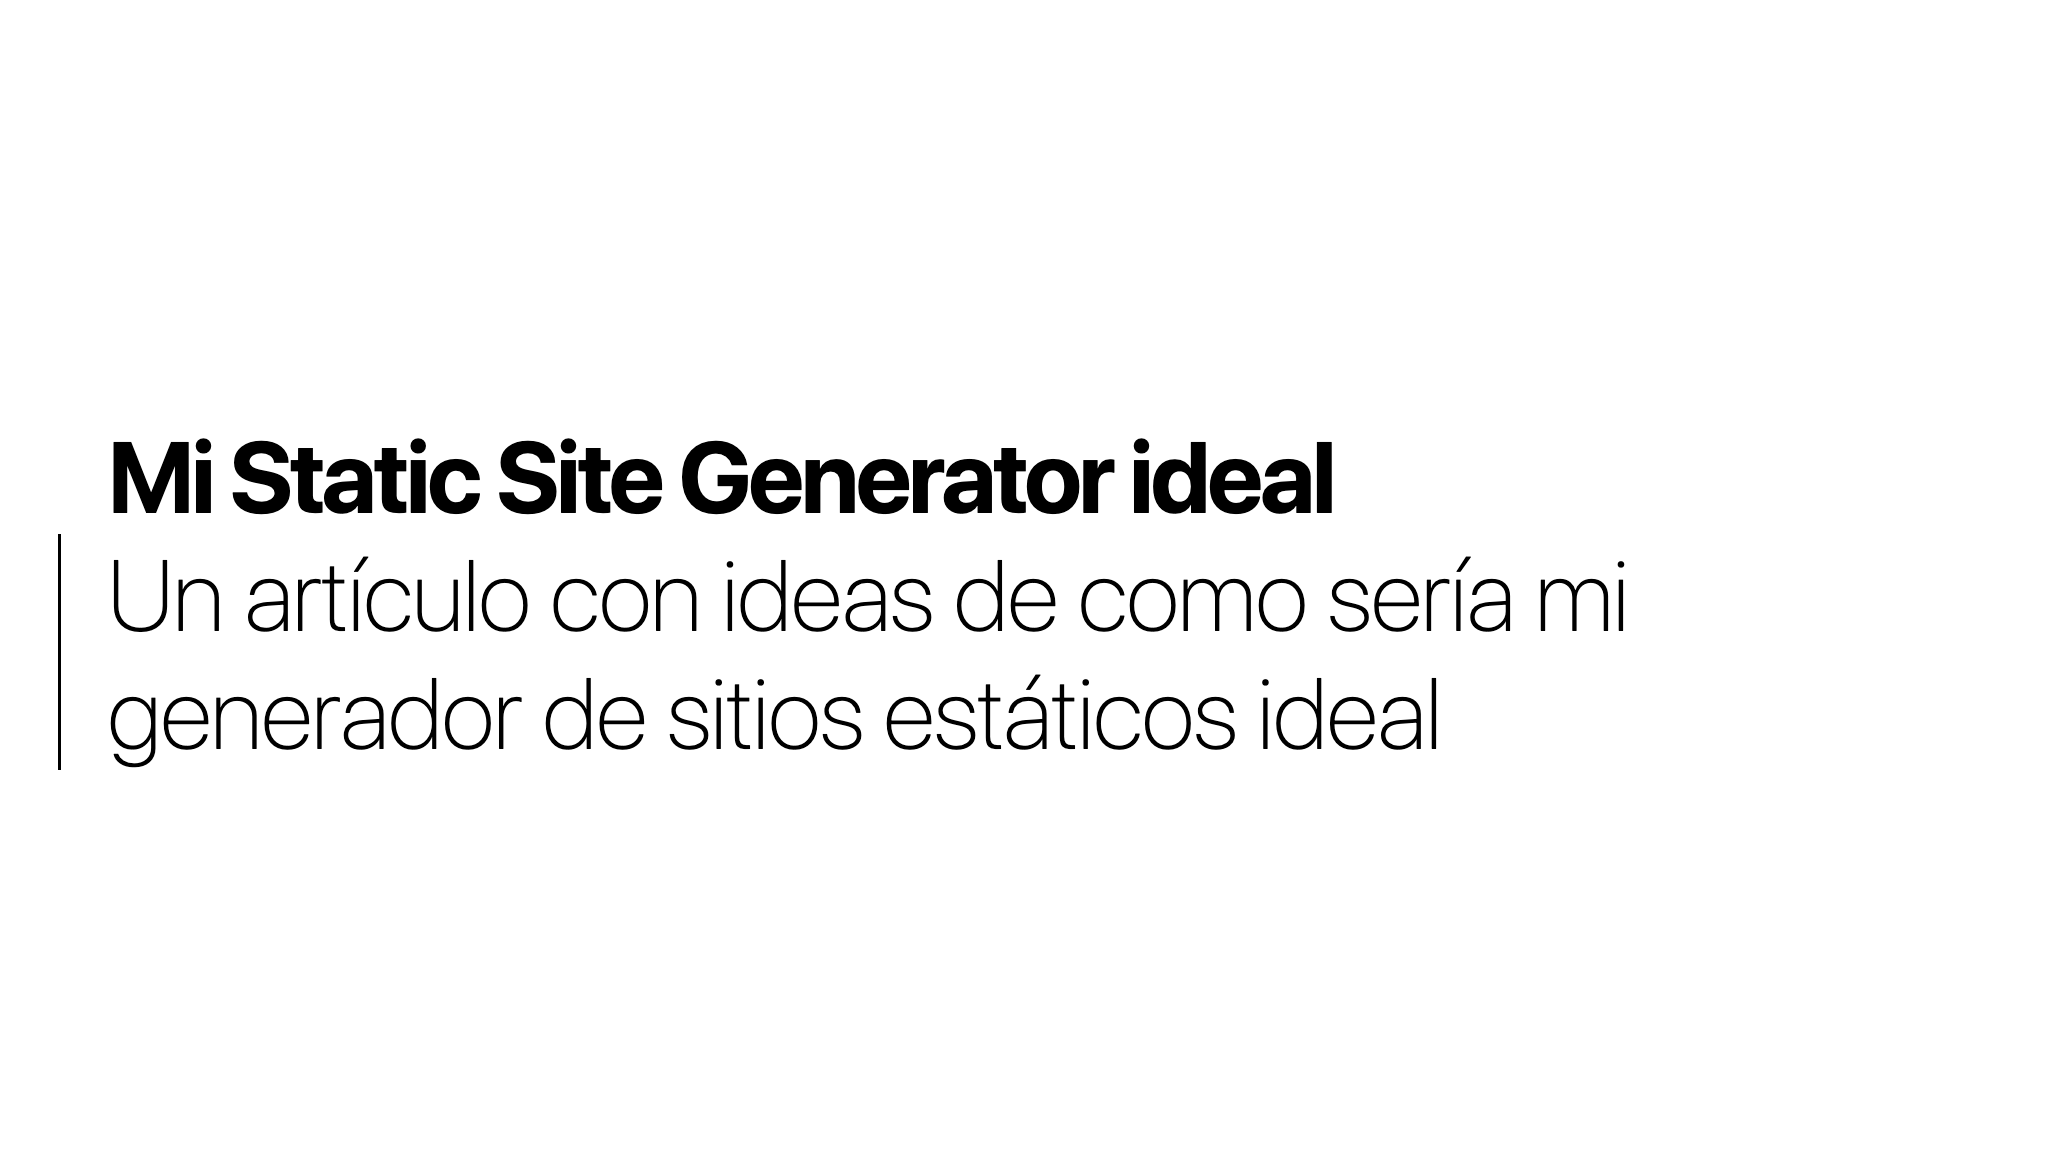 Mi Static Site Generator ideal
Un artículo con ideas de como sería mi
generador de sitios estáticos ideal